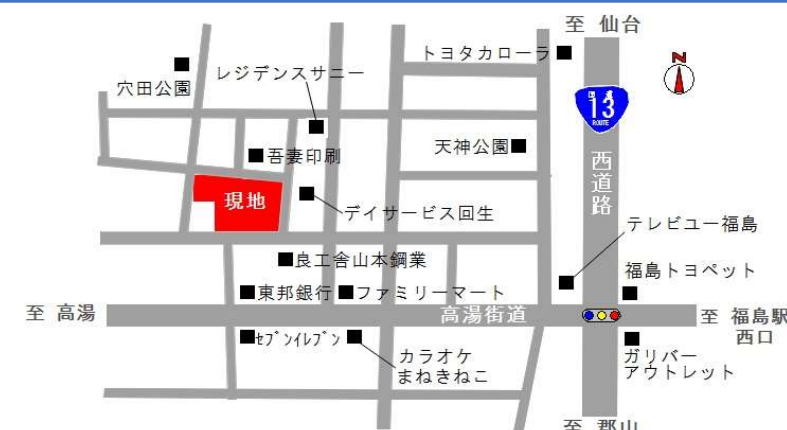 至 仙台
トヨタカローラ
N
レジデンスサニー
穴田公園
国道
13
ROUTE
吾妻印刷
天神公園
西道路
現地
デイサービス回生
テレビュー福島
良工舎山本鋼業
福島トヨペット
東邦銀行
ファミリーマート
至 高湯
高湯街道
至 福島駅
西口
ｾﾌﾞﾝｲﾚﾌﾞﾝ
カラオケ
まねきねこ
ガリバー
アウトレット
至 郡山